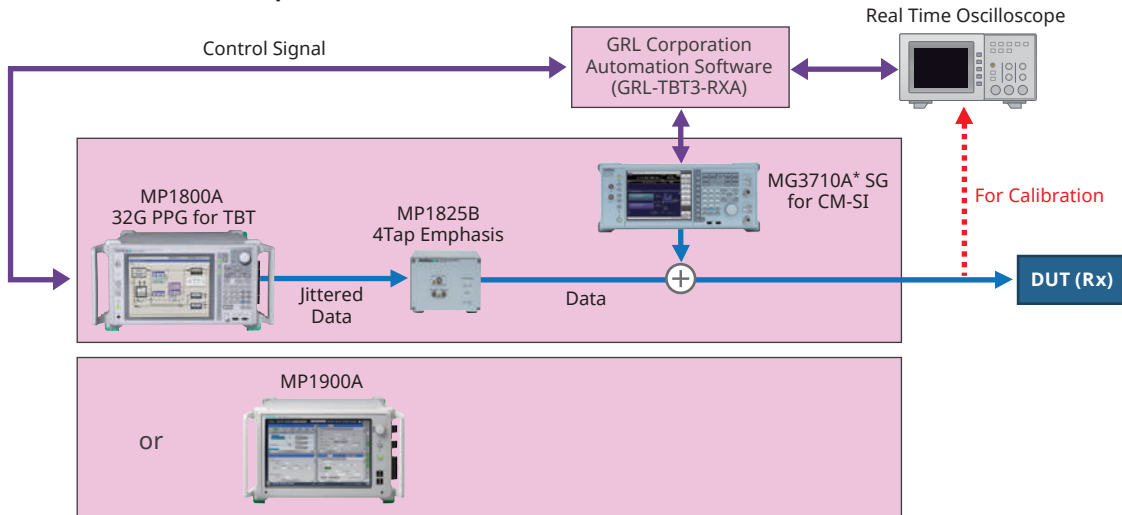 Real Time Oscilloscope
Control Signal
GRL Corporation
Automation Software
(GRL-TBT3-RXA)
MP1800A
32G PPG for TBT
MP1825B
4Tap Emphasis
MG3710A* SG
for CM-SI
For Calibration
Jittered
Data
Data
DUT (Rx)
MP1900A
or